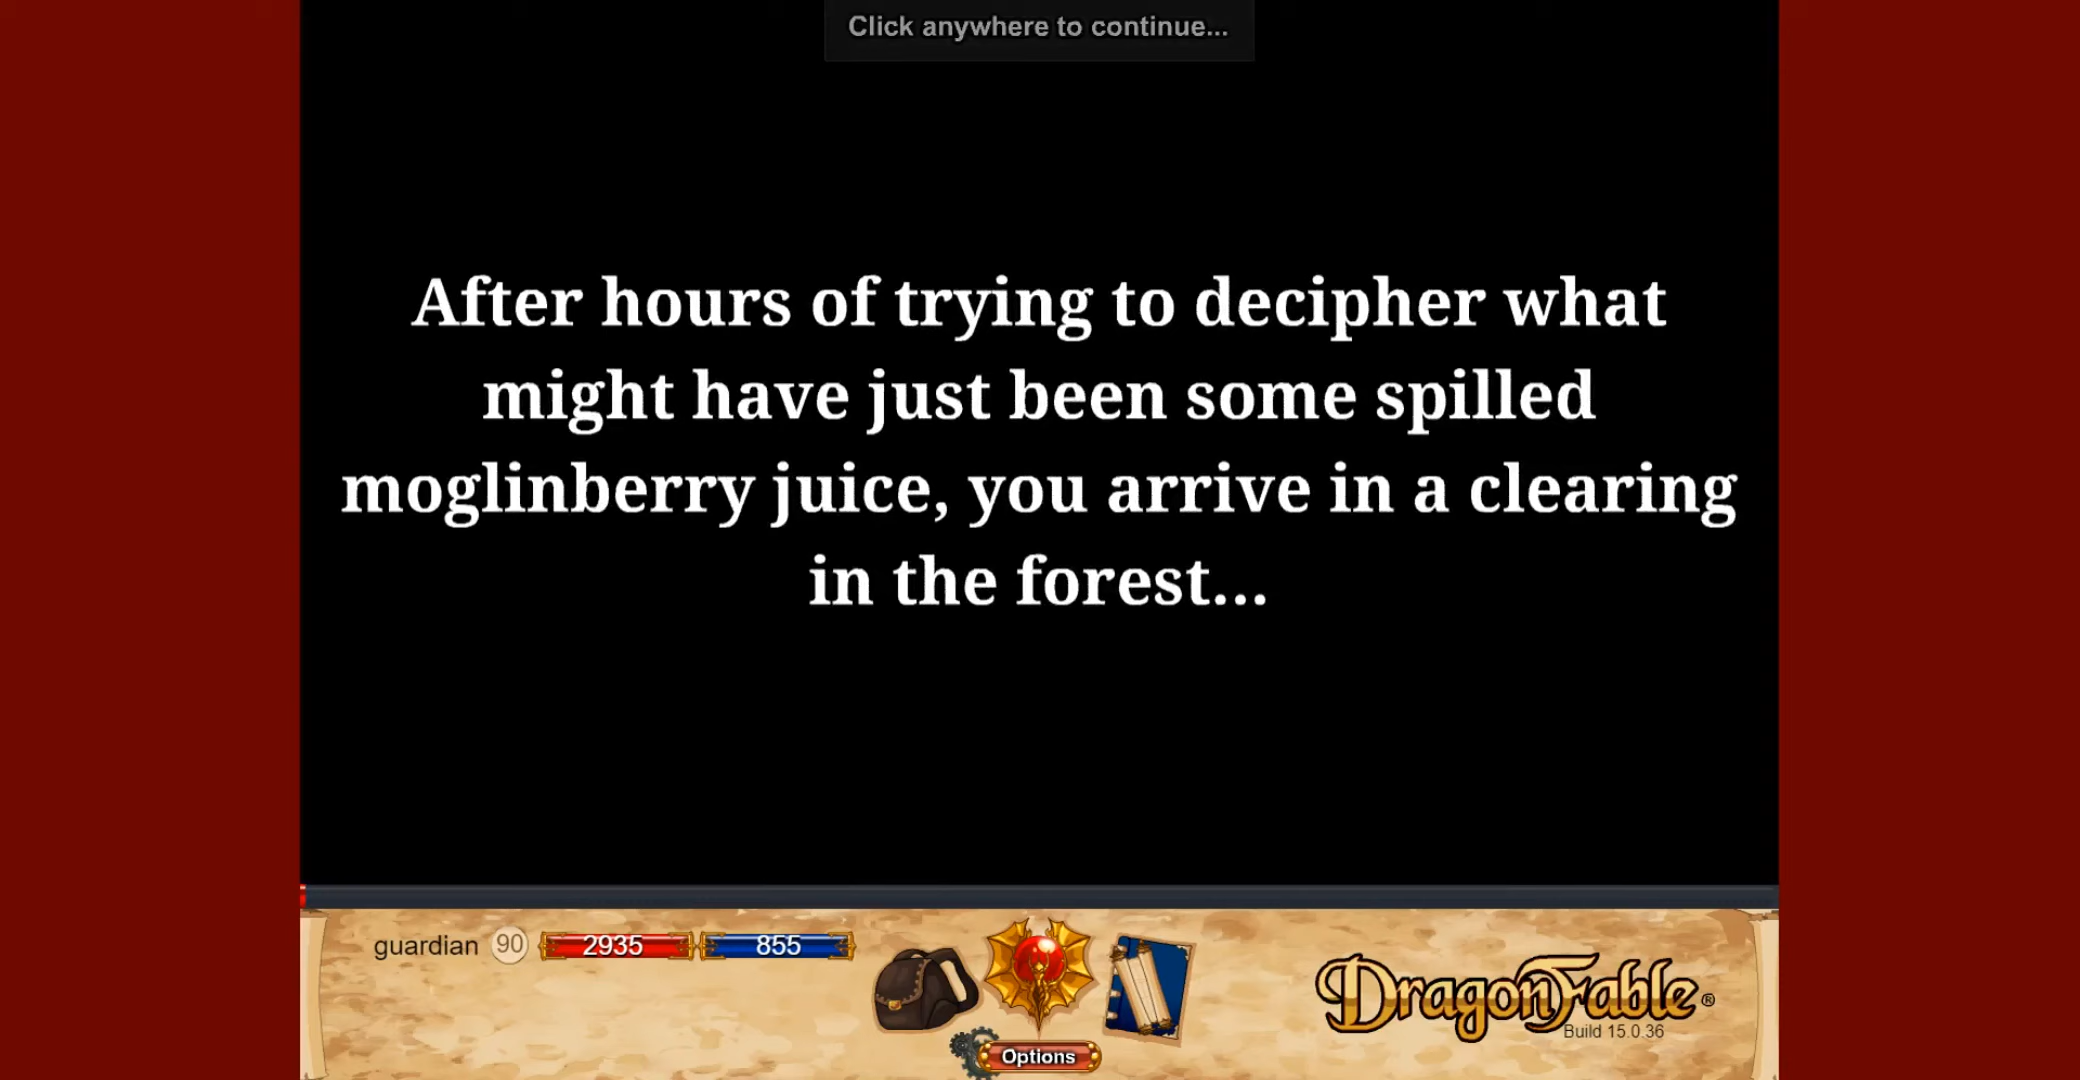 Click anywhere to continue...
After hours of trying to decipher what
might have just been some spilled
moglinberry juice, you arrive in a clearing
in the forest...
guardian 90 2935 855
DragonFable®
Build 15.0.36
Options